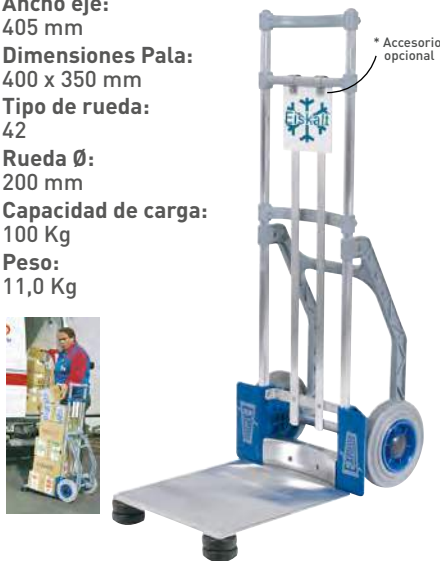 Ancho eje:
405 mm
Dimensiones Pala:
400 x 350 mm
Tipo de rueda:
42
Rueda Ø:
200 mm
Capacidad de carga:
100 Kg
Peso:
11,0 Kg
* Accesorio
opcional
Eiskalt